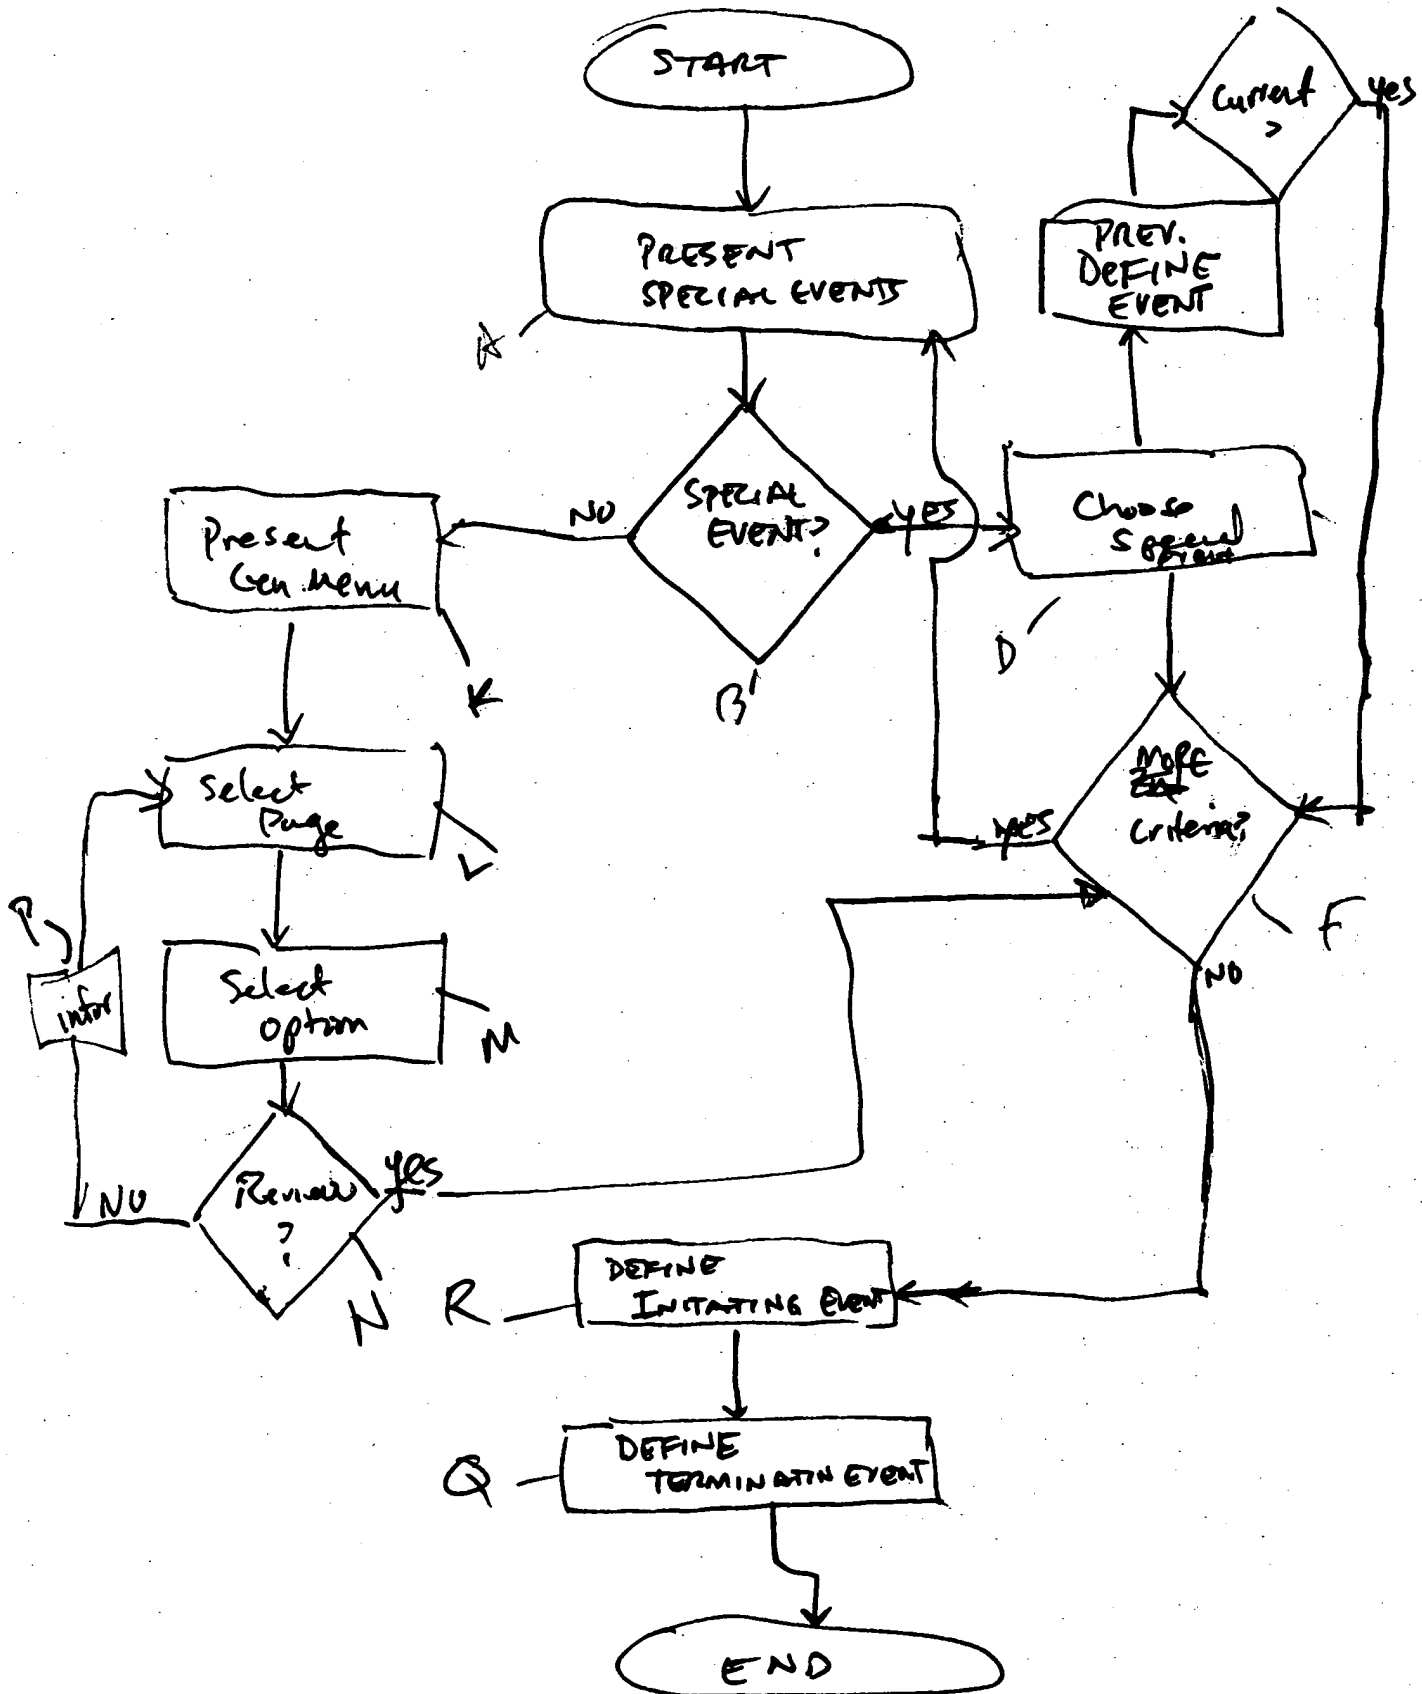 START
Current
?
yes
PRESENT
SPECIAL EVENTS
PREV.
DEFINE
EVENT
A
SPECIAL
EVENT?
NO
YES
Choose
Special
Event
Present
Gen Menu
D
K
B
MORE
Criteria?
YES
Select
Page
L
F
P
NO
infor
Select
option
M
Review
?
yes
NO
N
DEFINE
INITATING EVENT
R
DEFINE
TERMINATIN EVENT
Q
END